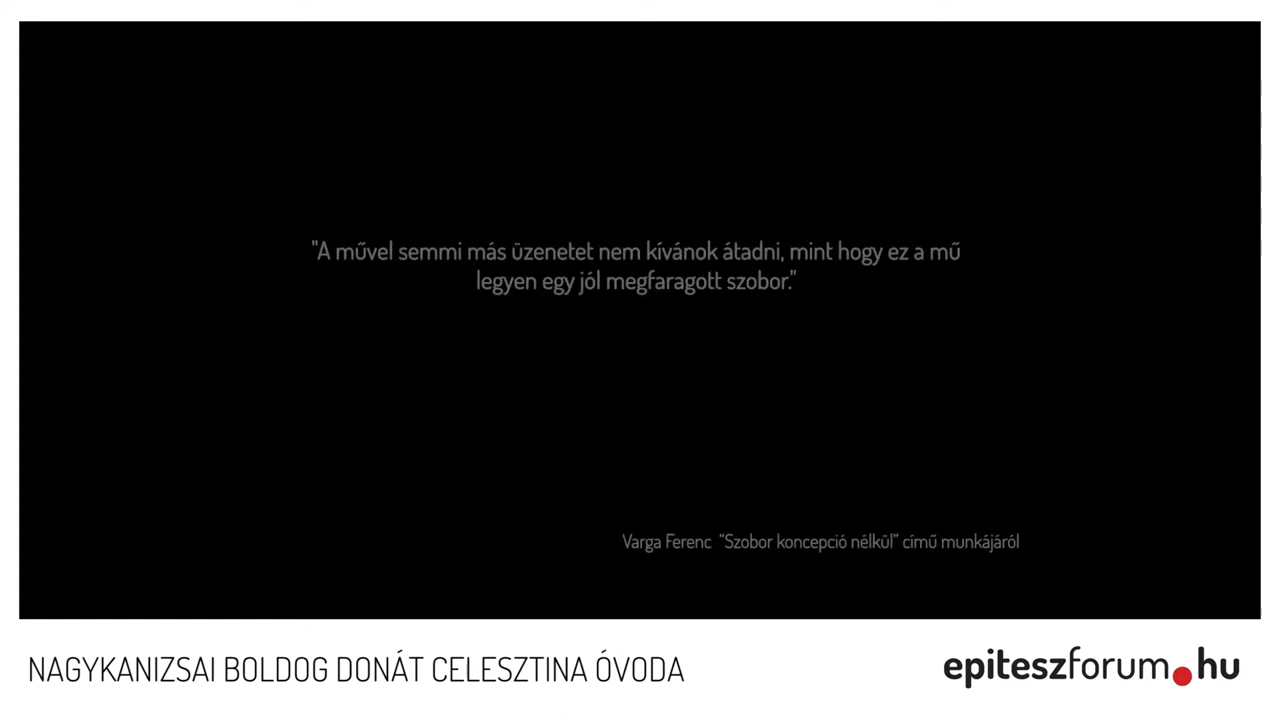 "A művel semmi más üzenetet nem kívánok átadni, mint hogy ez a mű
legyen egy jól megfaragott szobor."
Varga Ferenc “Szobor koncepció nélkül” című munkájáról
NAGYKANIZSAI BOLDOG DONÁT CELESZTINA ÓVODA
epiteszforum.hu